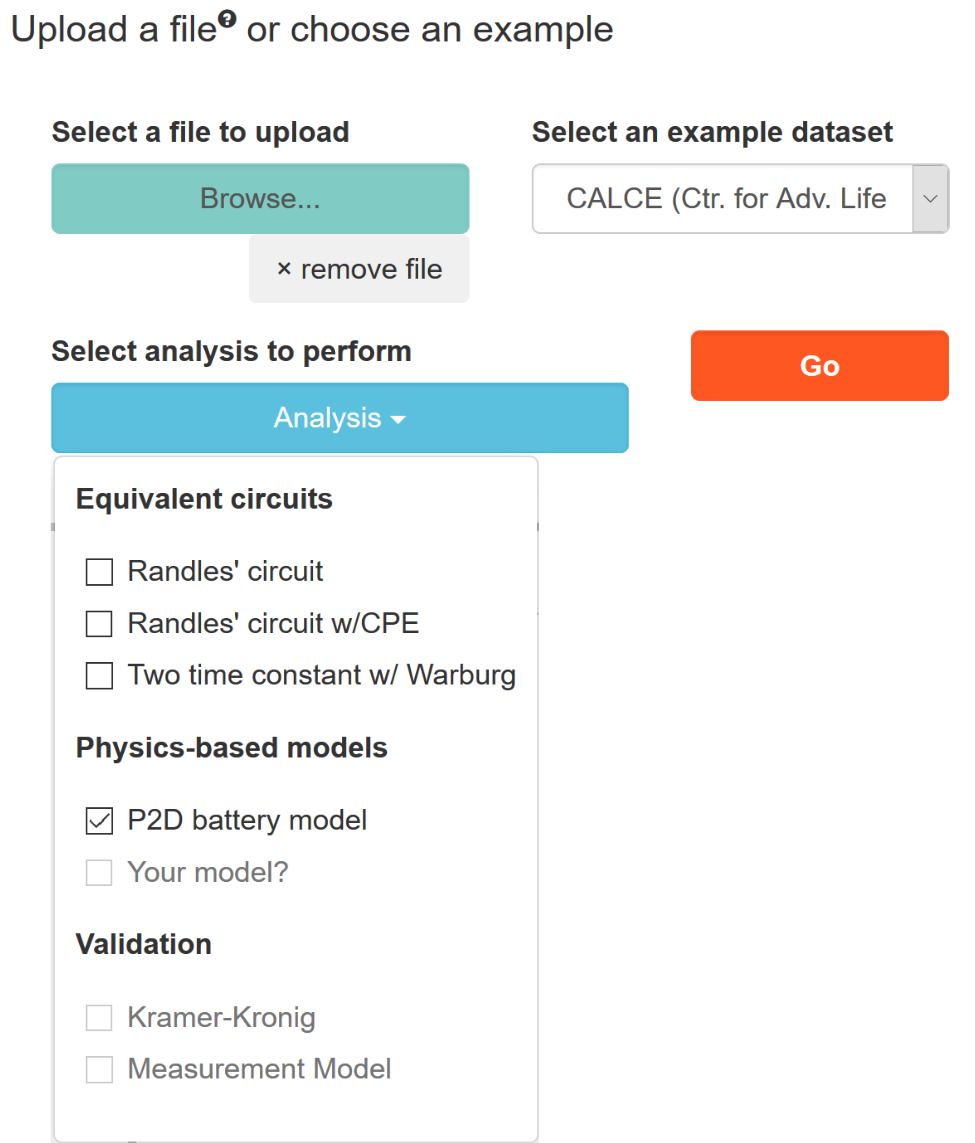 Upload a file? or choose an example
Select a file to upload
Browse...
× remove file
Select an example dataset
CALCE (Ctr. for Adv. Life
Select analysis to perform
Analysis
Go
Equivalent circuits
Randles' circuit
Randles' circuit w/CPE
Two time constant w/ Warburg
Physics-based models
P2D battery model
Your model?
Validation
Kramer-Kronig
Measurement Model